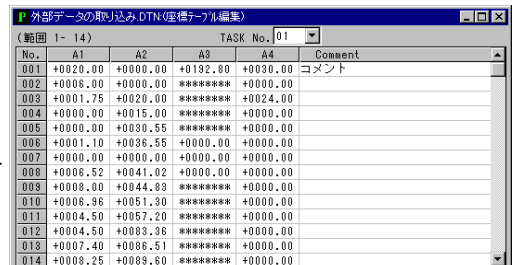 P 外部データの取り込み.DTN:(座標テーブル編集)
(範囲 1- 14) TASK No. 01
No. A1 A2 A3 A4 Comment
001 +0020.00 +0000.00 +0192.80 +0030.00 コメント
002 +0006.00 +0000.00 ******** +0000.00
003 +0001.75 +0020.00 ******** +0024.00
004 +0000.00 +0015.00 ******** +0000.00
005 +0000.00 +0030.55 ******** +0000.00
006 +0001.10 +0036.55 +0000.00 +0000.00
007 +0000.00 +0000.00 +0000.00 +0000.00
008 +0006.52 +0041.02 +0000.00 +0000.00
009 +0008.00 +0044.83 ******** +0000.00
010 +0006.96 +0051.30 ******** +0000.00
011 +0004.50 +0057.20 ******** +0000.00
012 +0004.50 +0083.36 ******** +0000.00
013 +0007.40 +0086.51 ******** +0000.00
014 +0008.25 +0089.60 ******** +0000.00